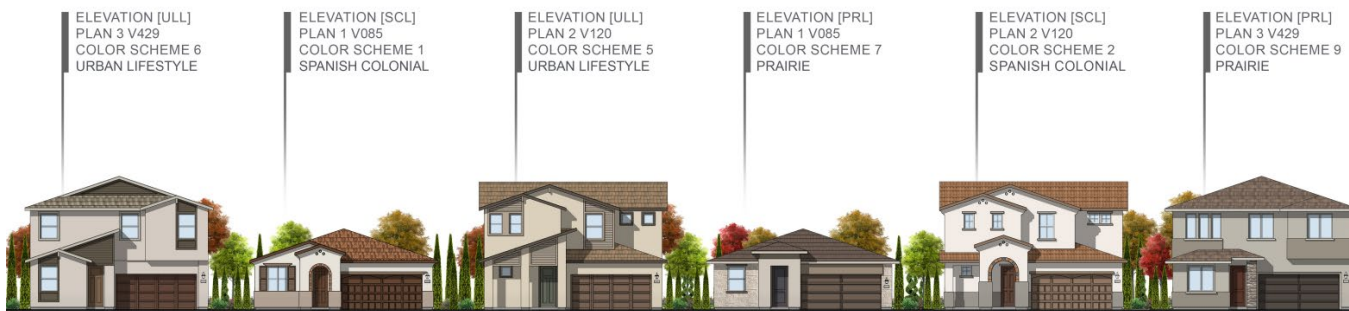 ELEVATION [ULL]
PLAN 3 V429
COLOR SCHEME 6
URBAN LIFESTYLE
ELEVATION [SCL]
PLAN 1 V085
COLOR SCHEME 1
SPANISH COLONIAL
ELEVATION [ULL]
PLAN 2 V120
COLOR SCHEME 5
URBAN LIFESTYLE
ELEVATION [PRL]
PLAN 1 V085
COLOR SCHEME 7
PRAIRIE
ELEVATION [SCL]
PLAN 2 V120
COLOR SCHEME 2
SPANISH COLONIAL
ELEVATION [PRL]
PLAN 3 V429
COLOR SCHEME 9
PRAIRIE